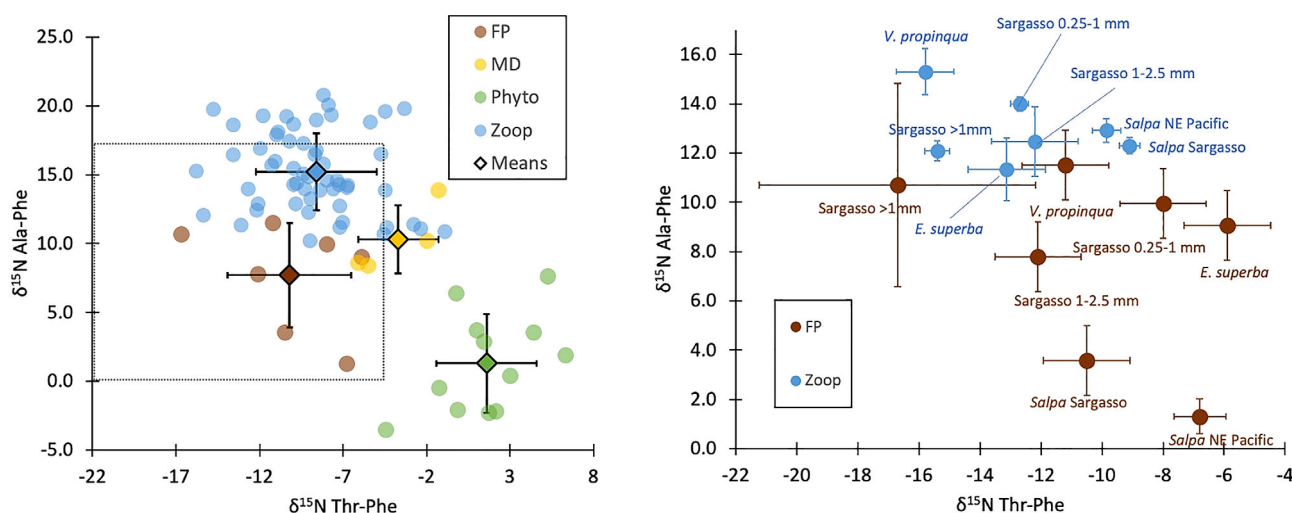 25.0
20.0
15.0
10.0
5.0
0.0
-5.0
δ¹⁵N Ala-Phe
-22
-17
-12
-7
-2
3
8
δ¹⁵N Thr-Phe
FP
MD
Phyto
Zoop
Means
16.0
14.0
12.0
10.0
8.0
6.0
4.0
2.0
0.0
δ¹⁵N Ala-Phe
-22
-20
-18
-16
-14
-12
-10
-8
-6
-4
δ¹⁵N Thr-Phe
Sargasso 0.25-1 mm
V. propinqua
Sargasso 1-2.5 mm
Salpa NE Pacific
Sargasso >1mm
Salpa Sargasso
Sargasso >1mm
V. propinqua
E. superba
Sargasso 0.25-1 mm
E. superba
Sargasso 1-2.5 mm
Salpa Sargasso
Salpa NE Pacific
FP
Zoop